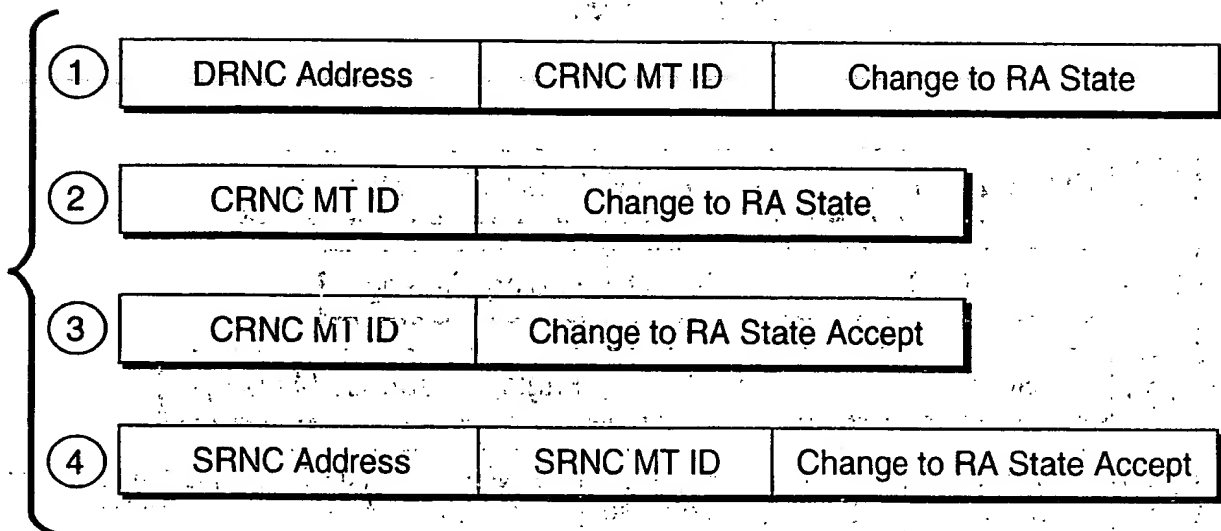 1 DRNC Address CRNC MT ID Change to RA State
2 CRNC MT ID Change to RA State
3 CRNC MT ID Change to RA State Accept
4 SRNC Address SRNC MT ID Change to RA State Accept